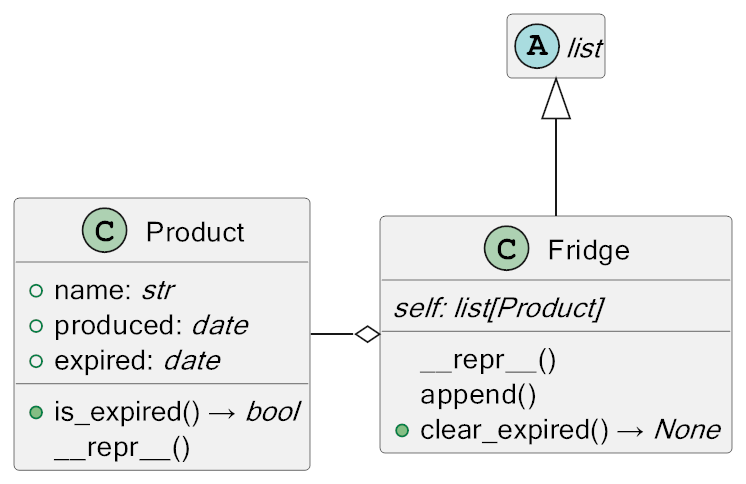 A list
C Product
name: str
produced: date
expired: date
is_expired() → bool
__repr__()
C Fridge
self: list[Product]
__repr__()
append()
clear_expired() → None